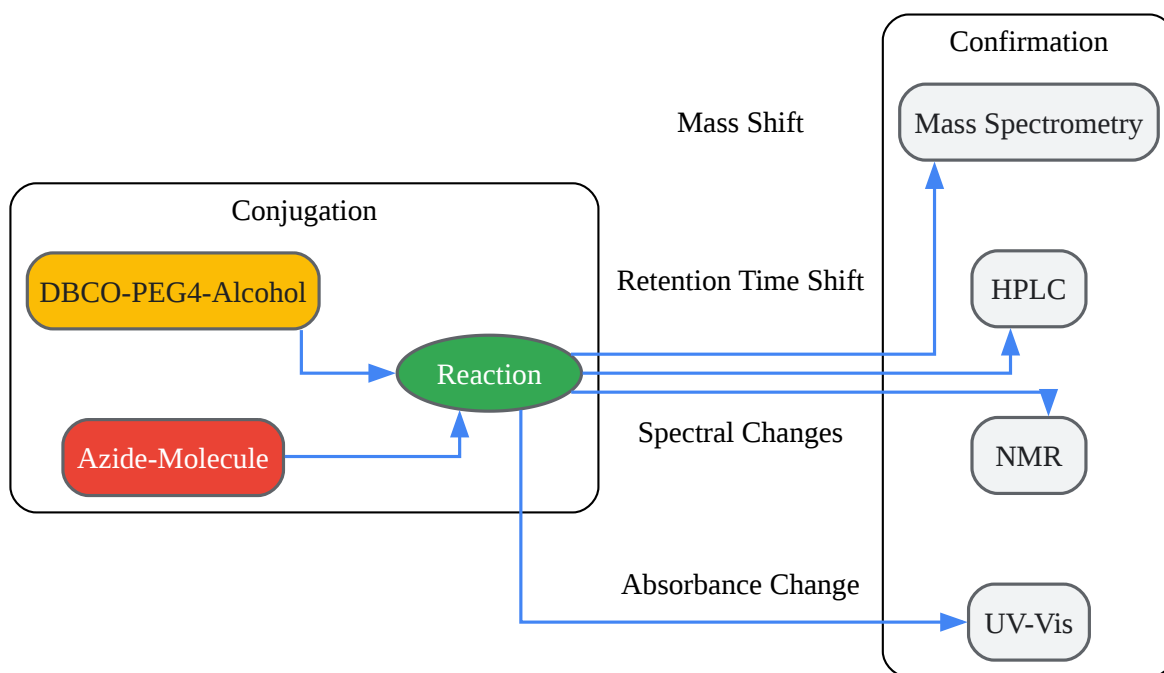 Confirmation
Mass Shift
Mass Spectrometry
Conjugation
DBCO-PEG4-Alcohol
Retention Time Shift
HPLC
Reaction
Azide-Molecule
Spectral Changes
NMR
Absorbance Change
UV-Vis